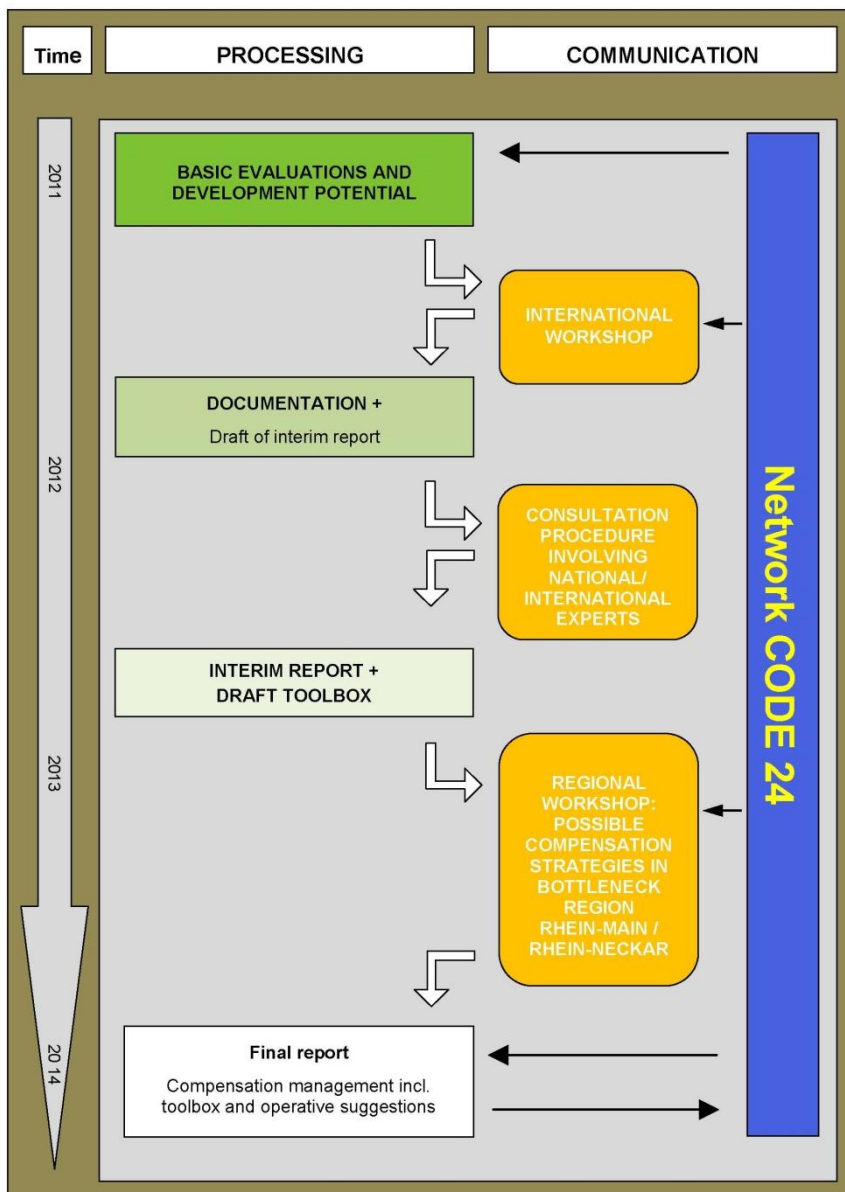 Time
PROCESSING
COMMUNICATION
2011
BASIC EVALUATIONS AND
DEVELOPMENT POTENTIAL
INTERNATIONAL
WORKSHOP
DOCUMENTATION +
Draft of interim report
2012
CONSULTATION
PROCEDURE
INVOLVING
NATIONAL/
INTERNATIONAL
EXPERTS
INTERIM REPORT +
DRAFT TOOLBOX
2013
REGIONAL
WORKSHOP:
POSSIBLE
COMPENSATION
STRATEGIES IN
BOTTLENECK
REGION
RHEIN-MAIN /
RHEIN-NECKAR
2014
Final report
Compensation management incl.
toolbox and operative suggestions
Network CODE 24